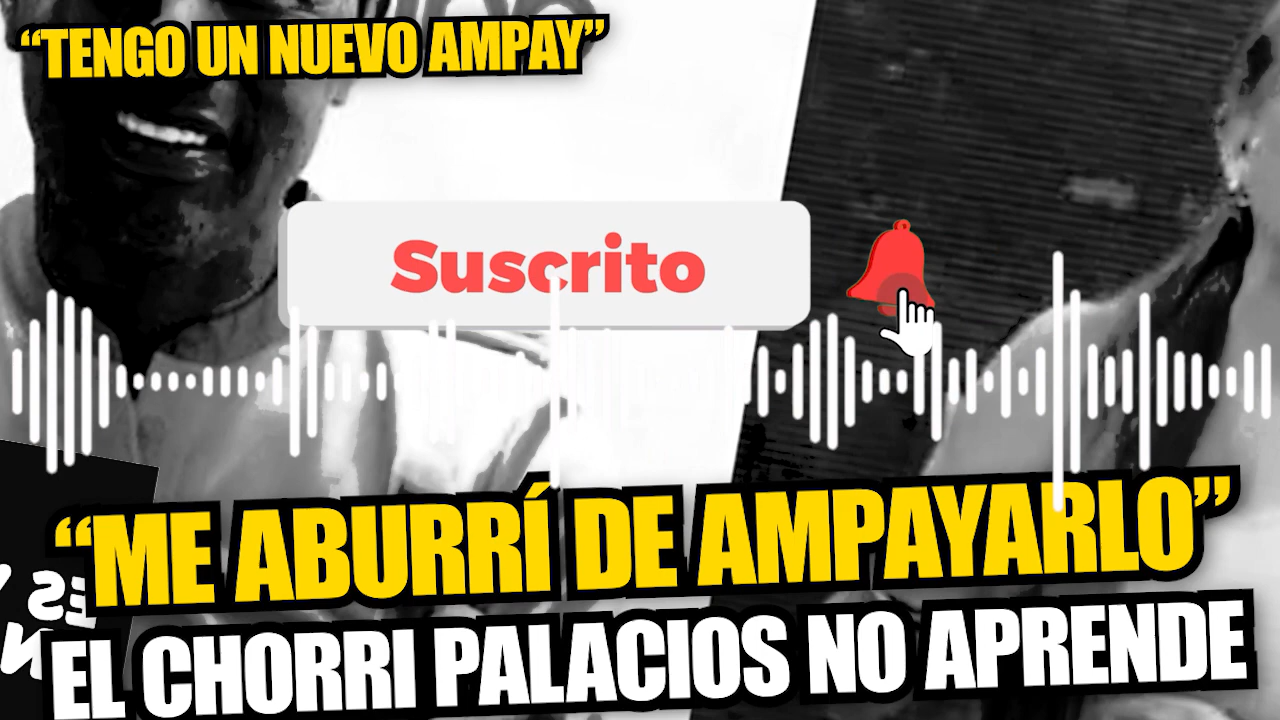 “TENGO UN NUEVO AMPAY”
Suscrito
“ME ABURRÍ DE AMPAYARLO”
EL CHORRI PALACIOS NO APRENDE